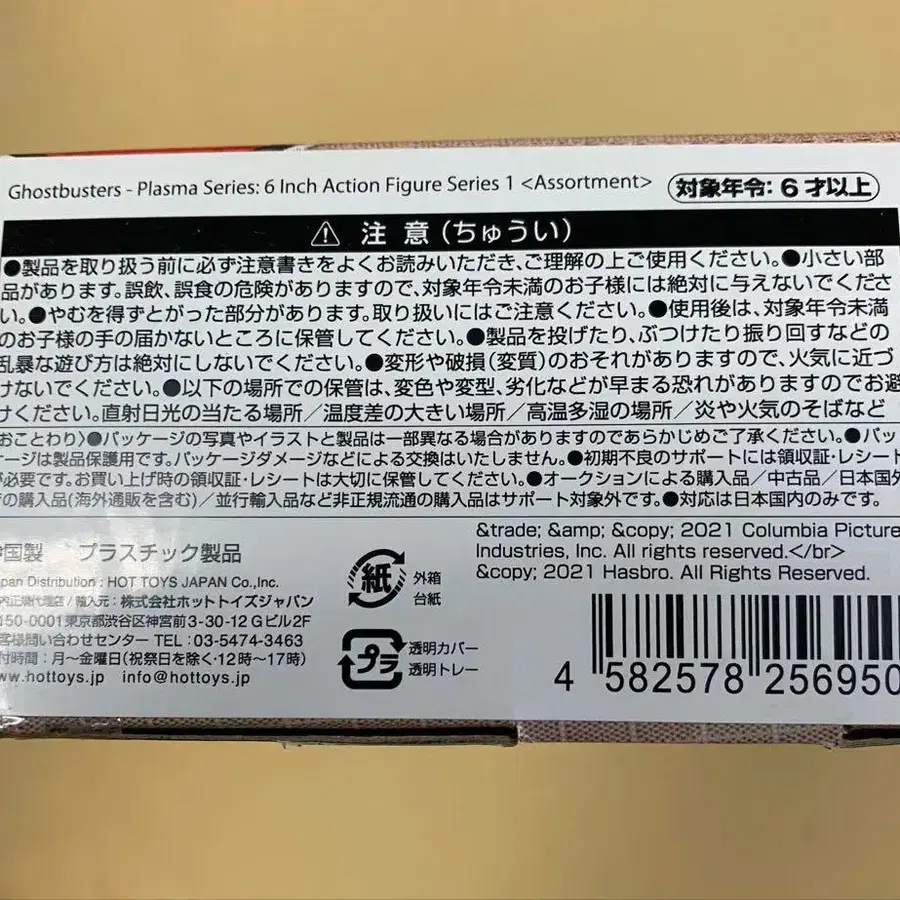 Ghostbusters - Plasma Series: 6 Inch Action Figure Series 1 <Assortment> 対象年令: 6 才以上
⚠ 注 意 (ちゅうい)
●製品を取り扱う前に必ず注意書きをよくお読みいただき、ご理解の上ご使用ください。●小さい部
品があります。誤飲、誤食の危険がありますので、対象年令未満のお子様には絶対に与えないでくださ
い。●やむを得ずとがった部分があります。取り扱いにはご注意ください。●使用後は、対象年令未満
のお子様の手の届かないところに保管してください。●製品を投げたり、ぶつけたり振り回すなどの
乱暴な遊び方は絶対にしないでください。●変形や破損(変質)のおそれがありますので、火気に近づ
けないでください。●以下の場所での保管は、変色や変型、劣化などが早まる恐れがありますのでお避
けください。直射日光の当たる場所／温度差の大きい場所／高温多湿の場所／炎や火気のそばなど
おことわり〉●パッケージの写真やイラストと製品は一部異なる場合がありますのであらかじめご了承ください。●パッ
ケージは製品保護用です。パッケージダメージなどによる交換はいたしません。●初期不良のサポートには領収証・レシート
が必要です。お買い上げ時の領収証・レシートは大切に保管してください。●オークションによる購入品／中古品／日本国外
の購入品(海外通販を含む)／並行輸入品など非正規流通の購入品はサポート対象外です。●対応は日本国内のみです。
中国製 プラスチック製品
Japan Distribution : HOT TOYS JAPAN Co.,Inc.
国内正規代理店／輸入元：株式会社ホットトイズジャパン
〒150-0001東京都渋谷区神宮前3-30-12 Gビル2F
お客様問い合わせセンター TEL : 03-5474-3463
受付時間：月〜金曜日(祝祭日を除く・12時〜17時)
www.hottoys.jp info@hottoys.jp
紙 外箱
台紙
プラ 透明カバー
透明トレー
&trade; &amp; &copy; 2021 Columbia Picture
Industries, Inc. All rights reserved.</br>
&copy; 2021 Hasbro. All Rights Reserved.
4 582578 256950